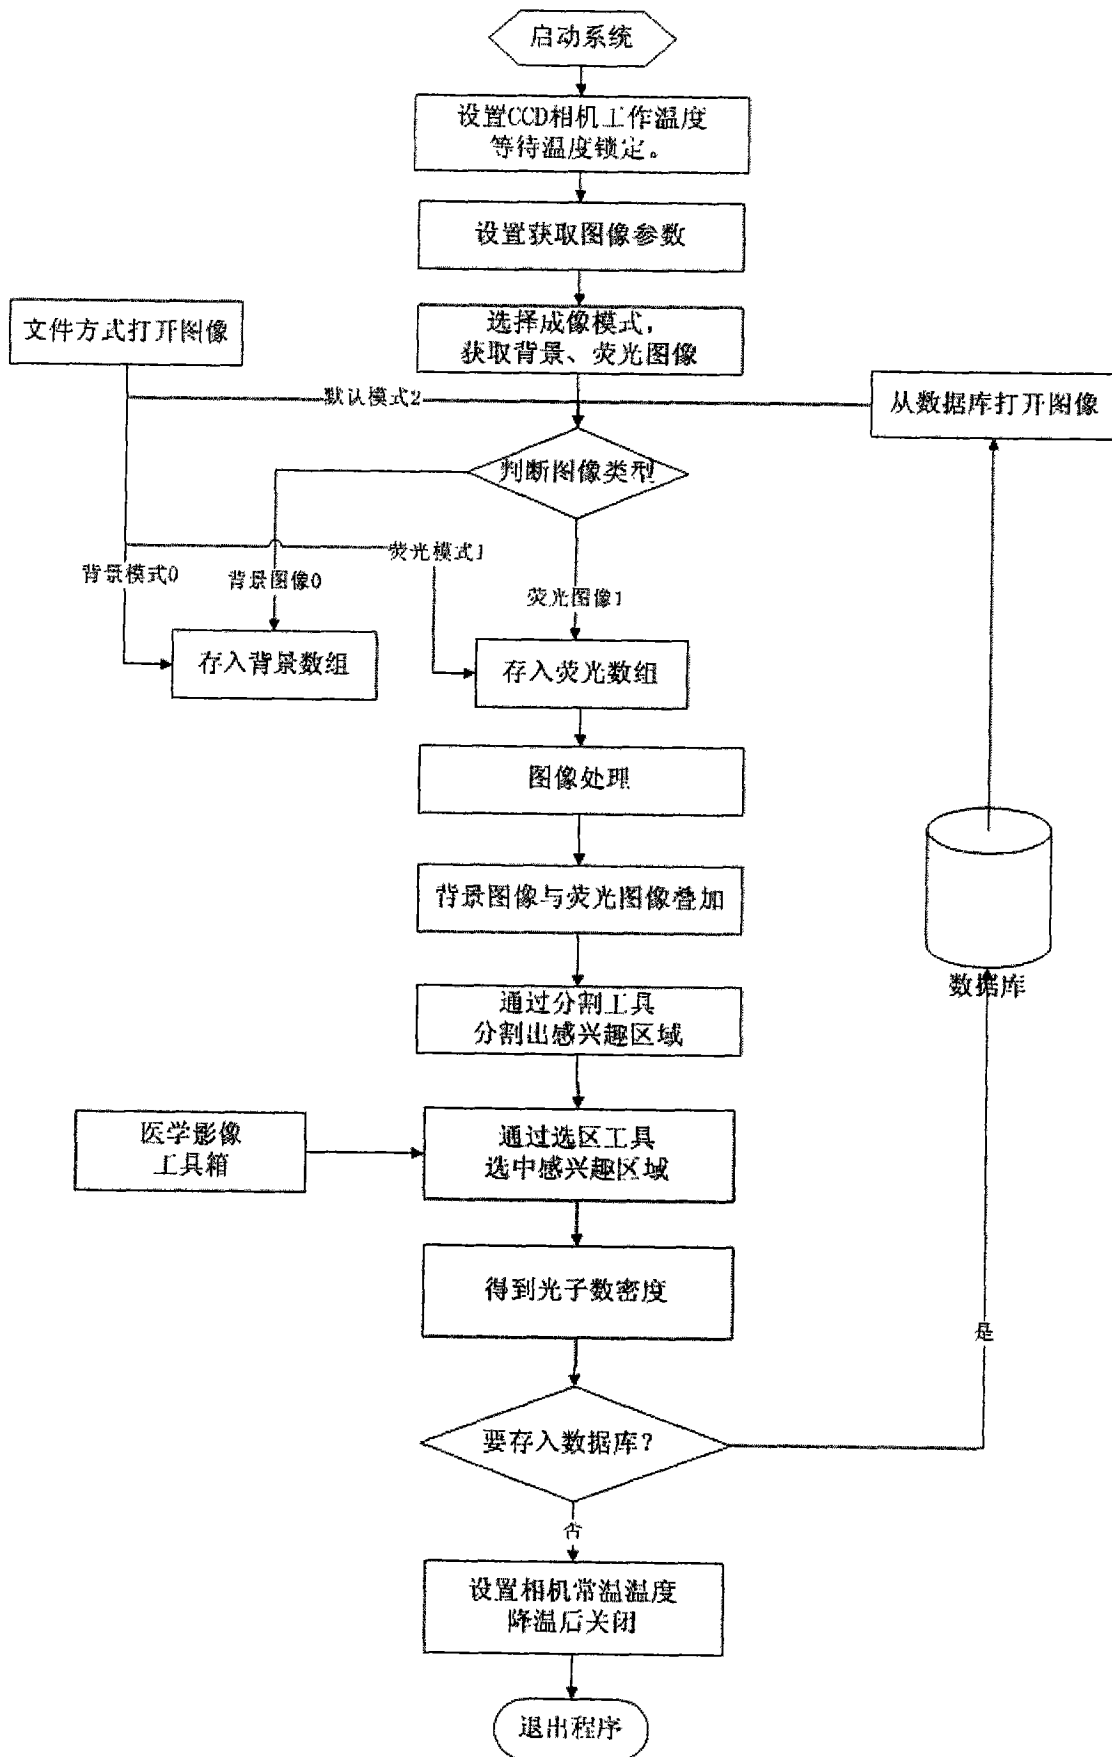 启动系统
设置CCD相机工作温度
等待温度锁定。
设置获取图像参数
文件方式打开图像
选择成像模式，
获取背景、荧光图像
默认模式2
从数据库打开图像
判断图像类型
荧光模式1
背景模式0
背景图像0
荧光图像1
存入背景数组
存入荧光数组
图像处理
背景图像与荧光图像叠加
数据库
通过分割工具
分割出感兴趣区域
医学影像
工具箱
通过选区工具
选中感兴趣区域
得到光子数密度
是
要存入数据库?
否
设置相机常温温度
降温后关闭
退出程序